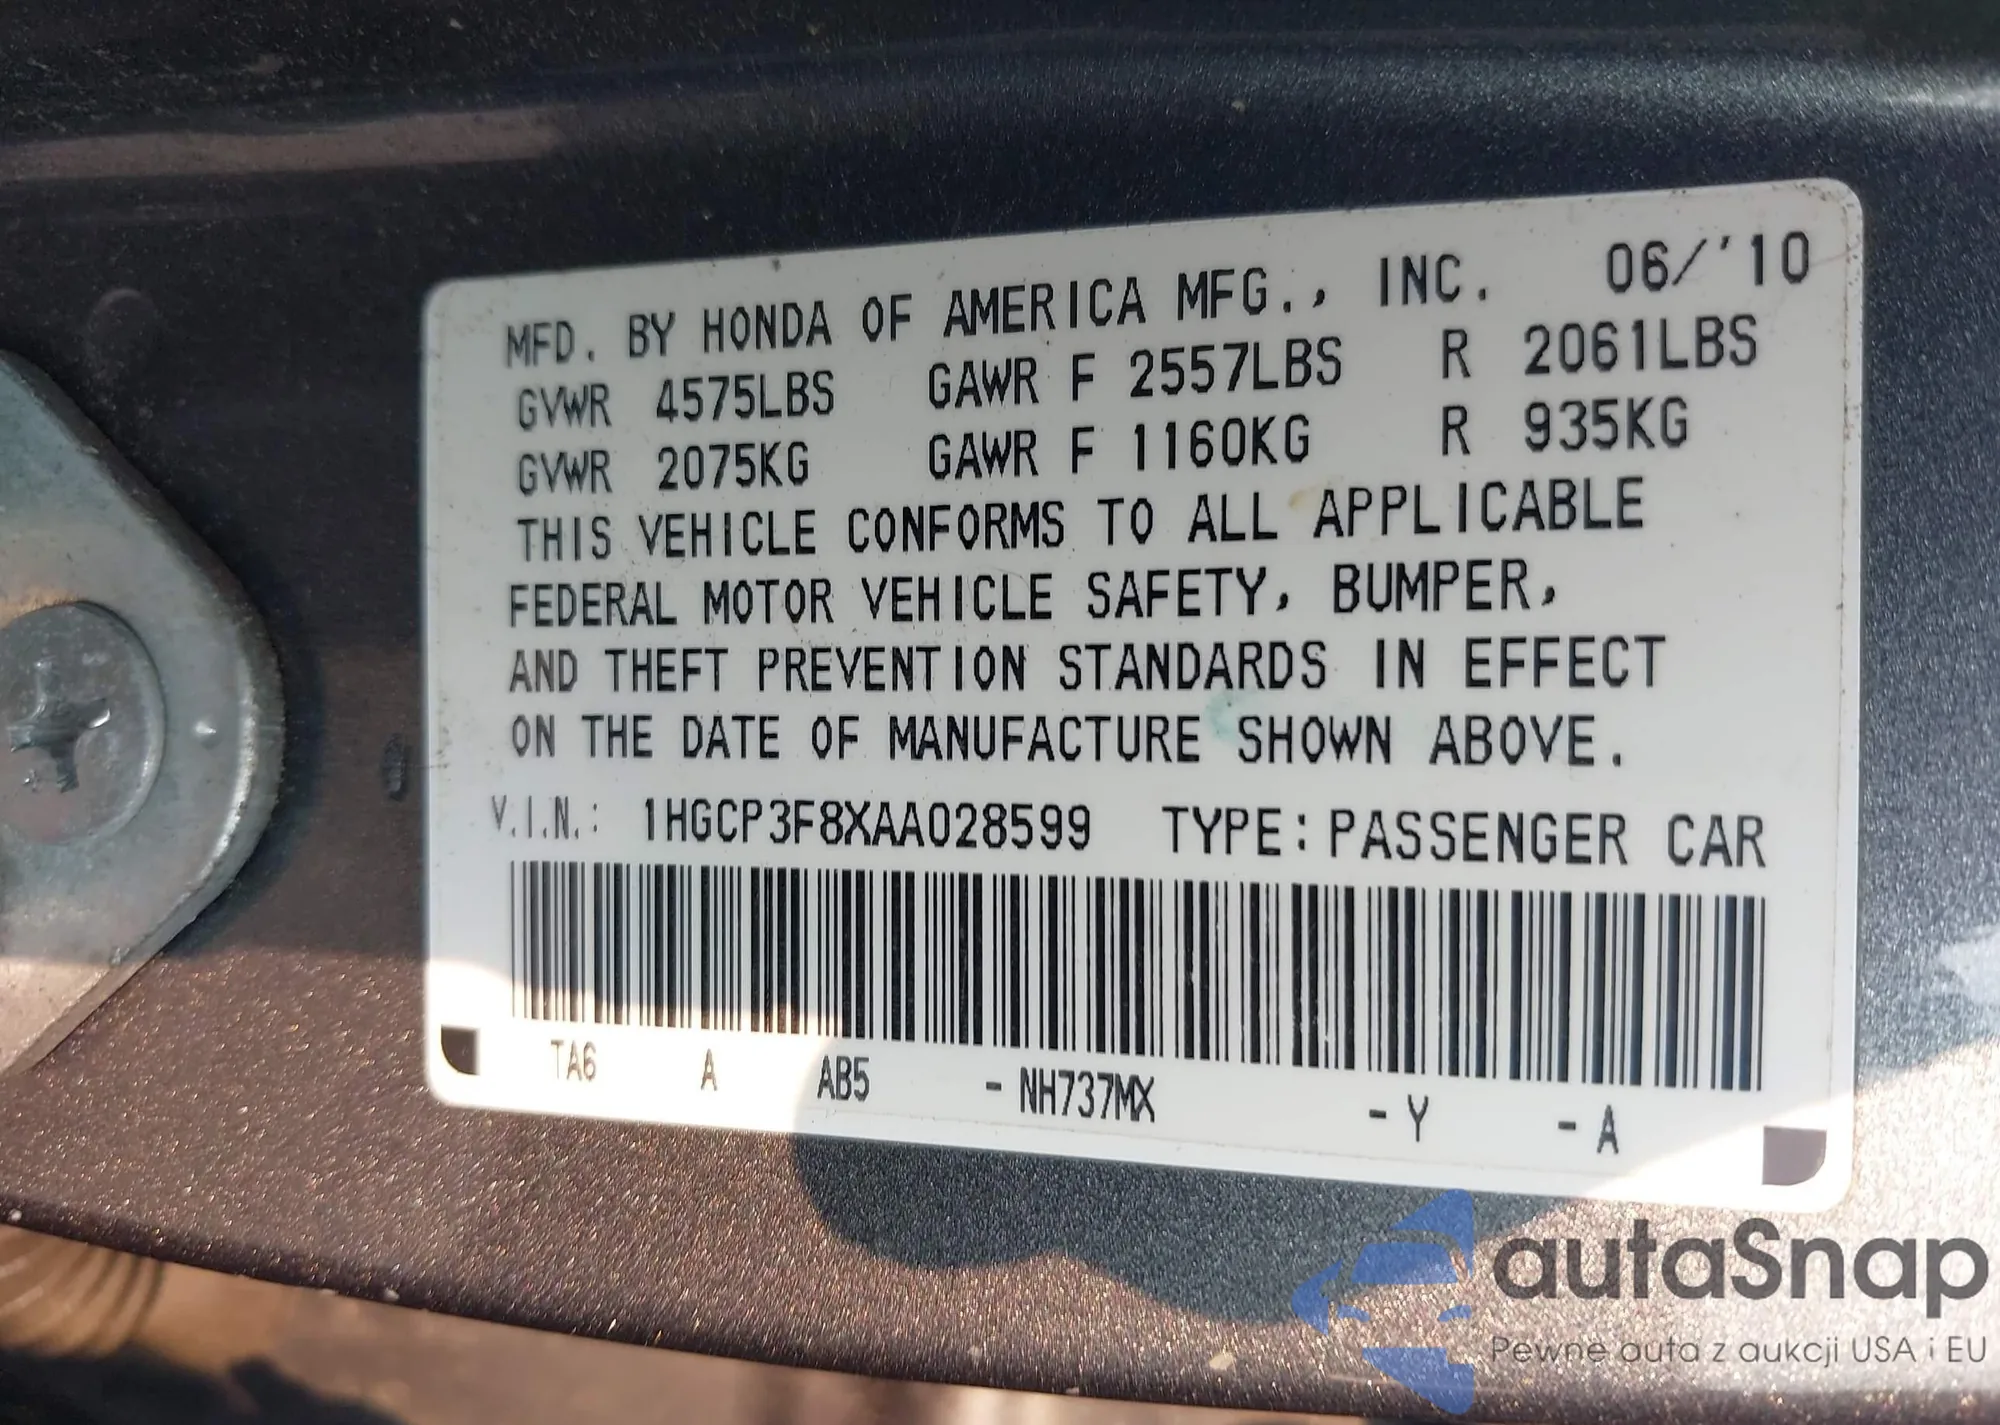 MFD. BY HONDA OF AMERICA MFG., INC. 06/'10
GVWR 4575LBS GAWR F 2557LBS R 2061LBS
GVWR 2075KG GAWR F 1160KG R 935KG
THIS VEHICLE CONFORMS TO ALL APPLICABLE
FEDERAL MOTOR VEHICLE SAFETY, BUMPER,
AND THEFT PREVENTION STANDARDS IN EFFECT
ON THE DATE OF MANUFACTURE SHOWN ABOVE.
V.I.N.: 1HGCP3F8XAA028599 TYPE:PASSENGER CAR
TA6 A AB5 -NH737MX -Y -A
autaSnap
Pewne auta z aukcji USA i EU